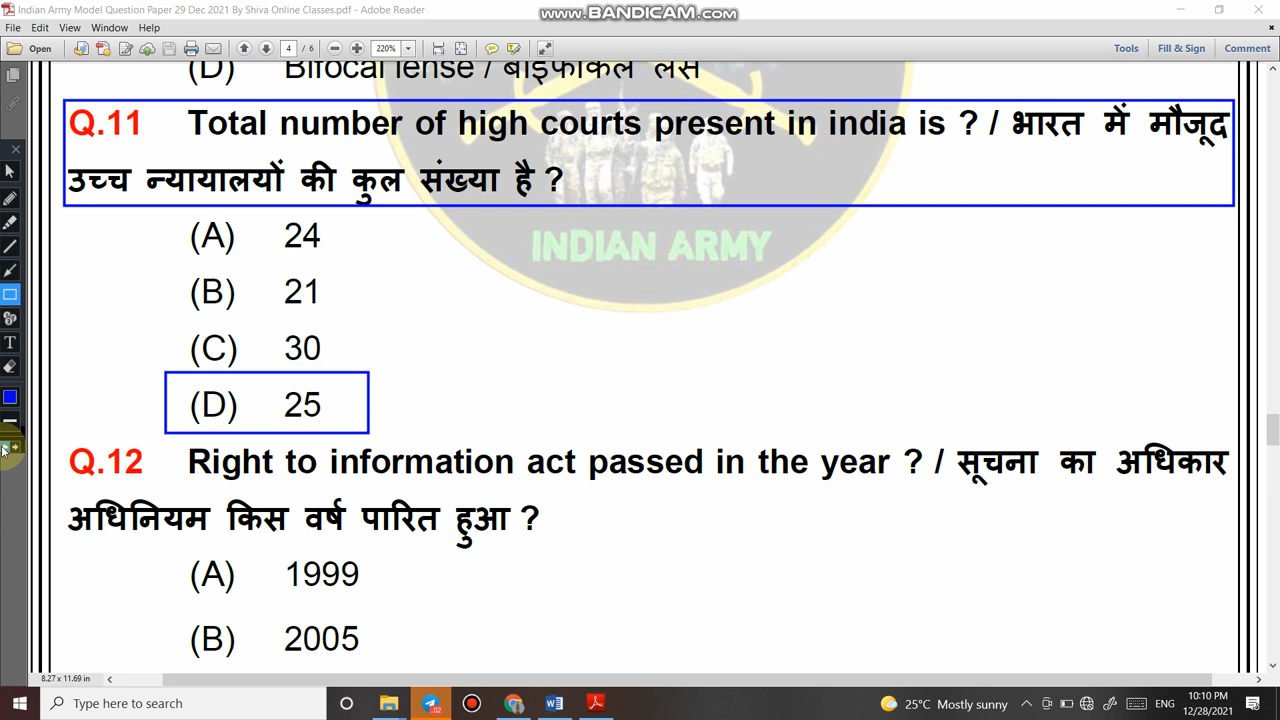 Indian Army Model Question Paper 29 Dec 2021 By Shiva Online Classes.pdf - Adobe Reader
www.BANDICAM.com
File Edit View Window Help
Open 4 / 6 220% Tools Fill & Sign Comment
(D) Bifocal lense / बाइफोकल लेंस
Q.11 Total number of high courts present in india is ? / भारत में मौजूद
उच्च न्यायालयों की कुल संख्या है ?
(A) 24
INDIAN ARMY
(B) 21
(C) 30
(D) 25
Q.12 Right to information act passed in the year ? / सूचना का अधिकार
अधिनियम किस वर्ष पारित हुआ ?
(A) 1999
(B) 2005
8.27 x 11.69 in
Type here to search
25°C Mostly sunny
ENG
10:10 PM
12/28/2021